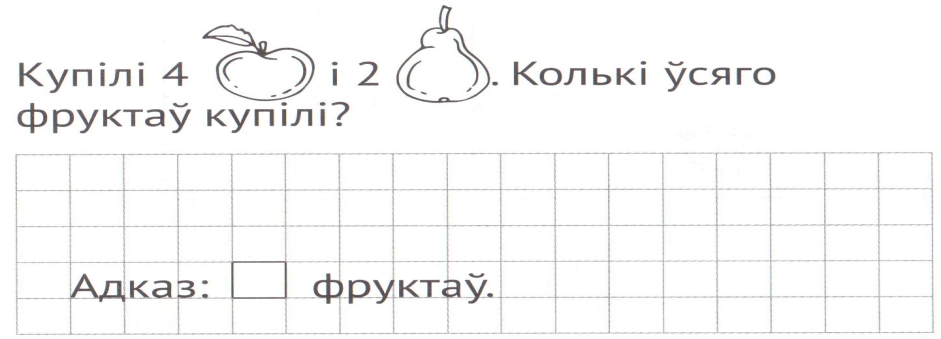 Купілі 4 і 2 . Колькі ўсяго
фруктаў купілі?
Адказ: фруктаў.